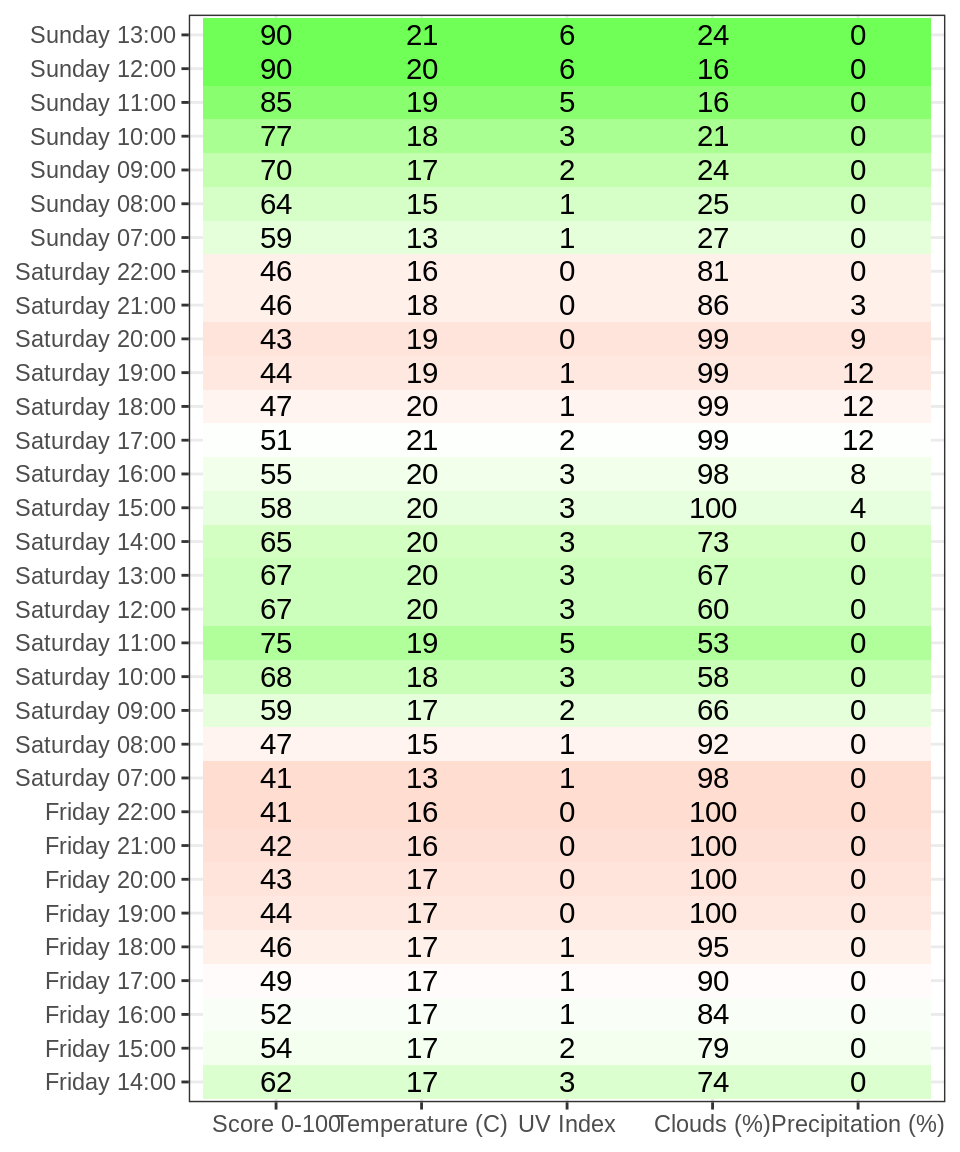 Sunday 13:00 90 21 6 24 0
Sunday 12:00 90 20 6 16 0
Sunday 11:00 85 19 5 16 0
Sunday 10:00 77 18 3 21 0
Sunday 09:00 70 17 2 24 0
Sunday 08:00 64 15 1 25 0
Sunday 07:00 59 13 1 27 0
Saturday 22:00 46 16 0 81 0
Saturday 21:00 46 18 0 86 3
Saturday 20:00 43 19 0 99 9
Saturday 19:00 44 19 1 99 12
Saturday 18:00 47 20 1 99 12
Saturday 17:00 51 21 2 99 12
Saturday 16:00 55 20 3 98 8
Saturday 15:00 58 20 3 100 4
Saturday 14:00 65 20 3 73 0
Saturday 13:00 67 20 3 67 0
Saturday 12:00 67 20 3 60 0
Saturday 11:00 75 19 5 53 0
Saturday 10:00 68 18 3 58 0
Saturday 09:00 59 17 2 66 0
Saturday 08:00 47 15 1 92 0
Saturday 07:00 41 13 1 98 0
Friday 22:00 41 16 0 100 0
Friday 21:00 42 16 0 100 0
Friday 20:00 43 17 0 100 0
Friday 19:00 44 17 0 100 0
Friday 18:00 46 17 1 95 0
Friday 17:00 49 17 1 90 0
Friday 16:00 52 17 1 84 0
Friday 15:00 54 17 2 79 0
Friday 14:00 62 17 3 74 0
Score 0-100 Temperature (C) UV Index Clouds (%) Precipitation (%)